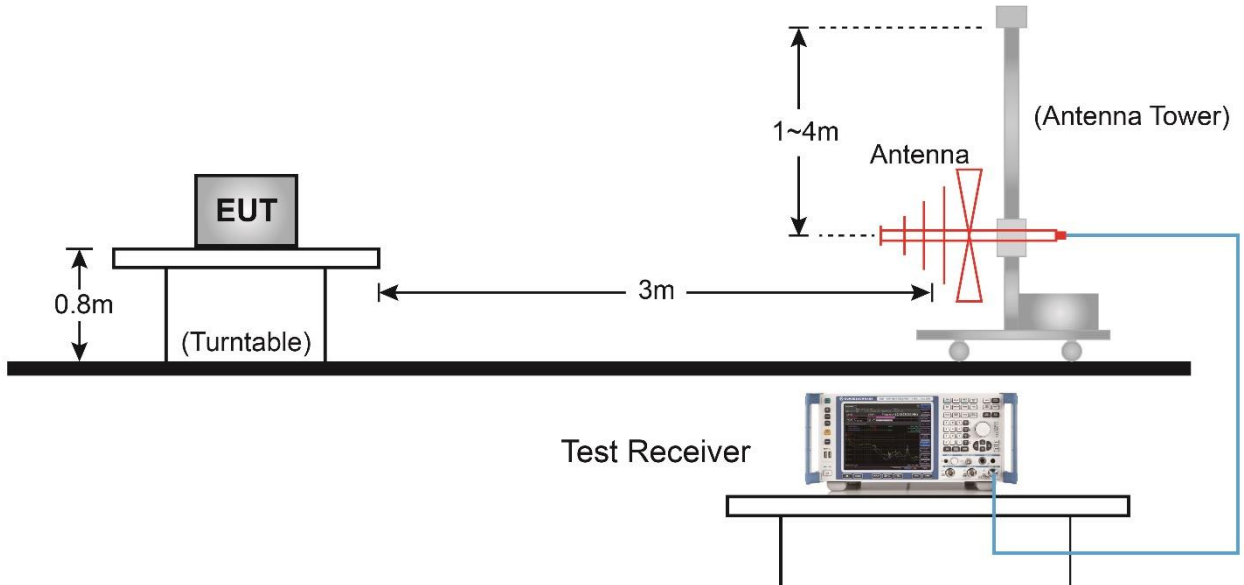 1~4m
(Antenna Tower)
Antenna
EUT
3m
0.8m
(Turntable)
Test Receiver